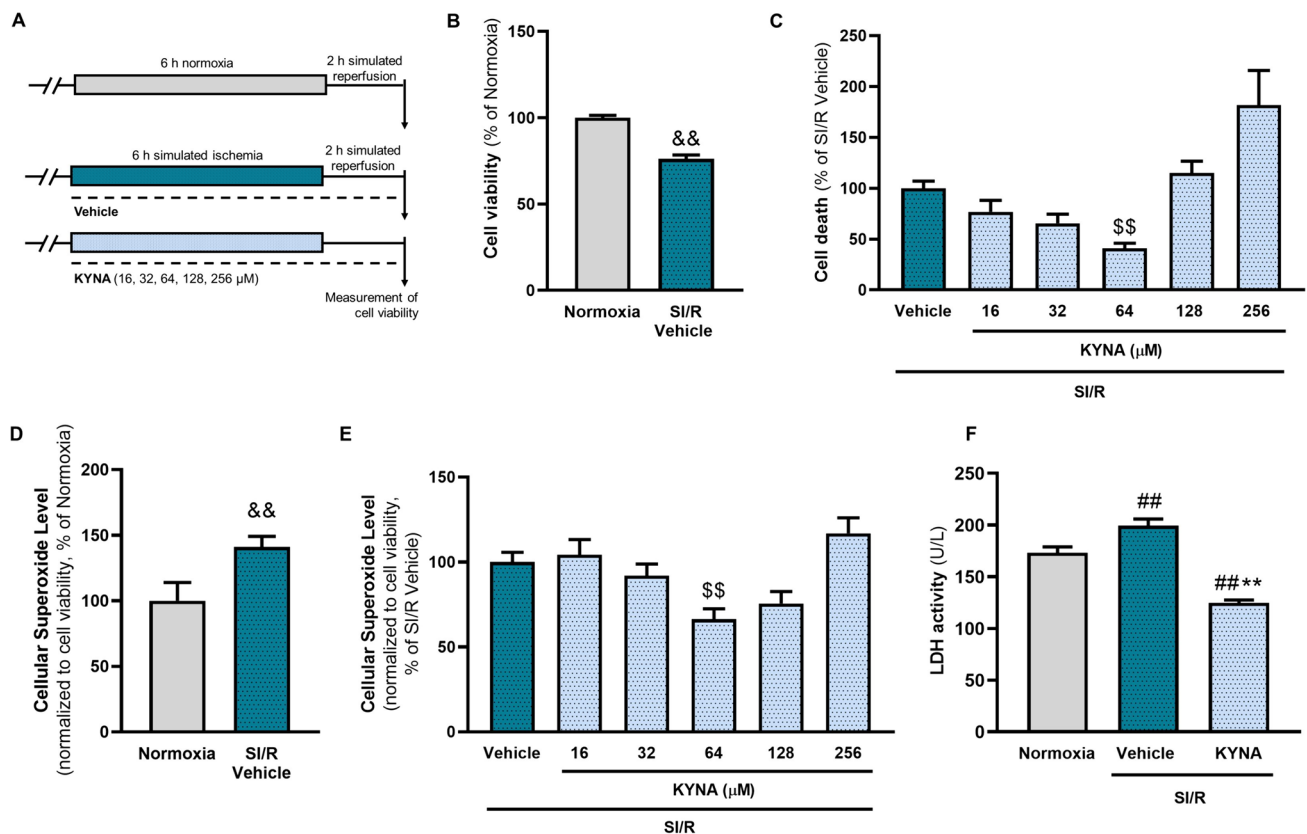 A
6 h normoxia
2 h simulated
reperfusion
6 h simulated ischemia
2 h simulated
reperfusion
Vehicle
KYNA (16, 32, 64, 128, 256 µM)
Measurement of
cell viability
B
Cell viability (% of Normoxia)
150
100
50
0
&&
Normoxia
SI/R
Vehicle
C
Cell death (% of SI/R Vehicle)
250
200
150
100
50
0
$$
Vehicle 16 32 64 128 256
KYNA (µM)
SI/R
D
Cellular Superoxide Level
(normalized to cell viability, % of Normoxia)
200
150
100
50
0
&&
Normoxia
SI/R
Vehicle
E
Cellular Superoxide Level
(normalized to cell viability,
% of SI/R Vehicle)
150
100
50
0
$$
Vehicle 16 32 64 128 256
KYNA (µM)
SI/R
F
LDH activity (U/L)
250
200
150
100
50
0
##
##**
Normoxia Vehicle KYNA
SI/R